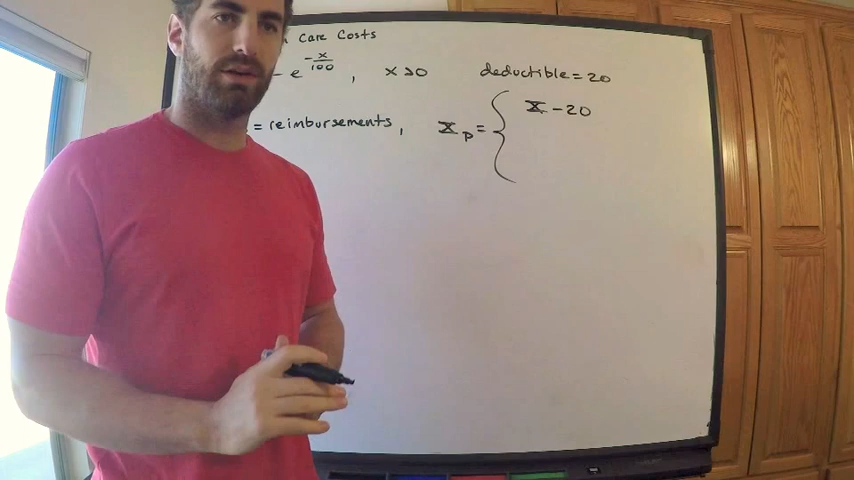 Care Costs
- e^{-x/100}, x>0 deductible = 20
= reimbursements, X_p = { X - 20